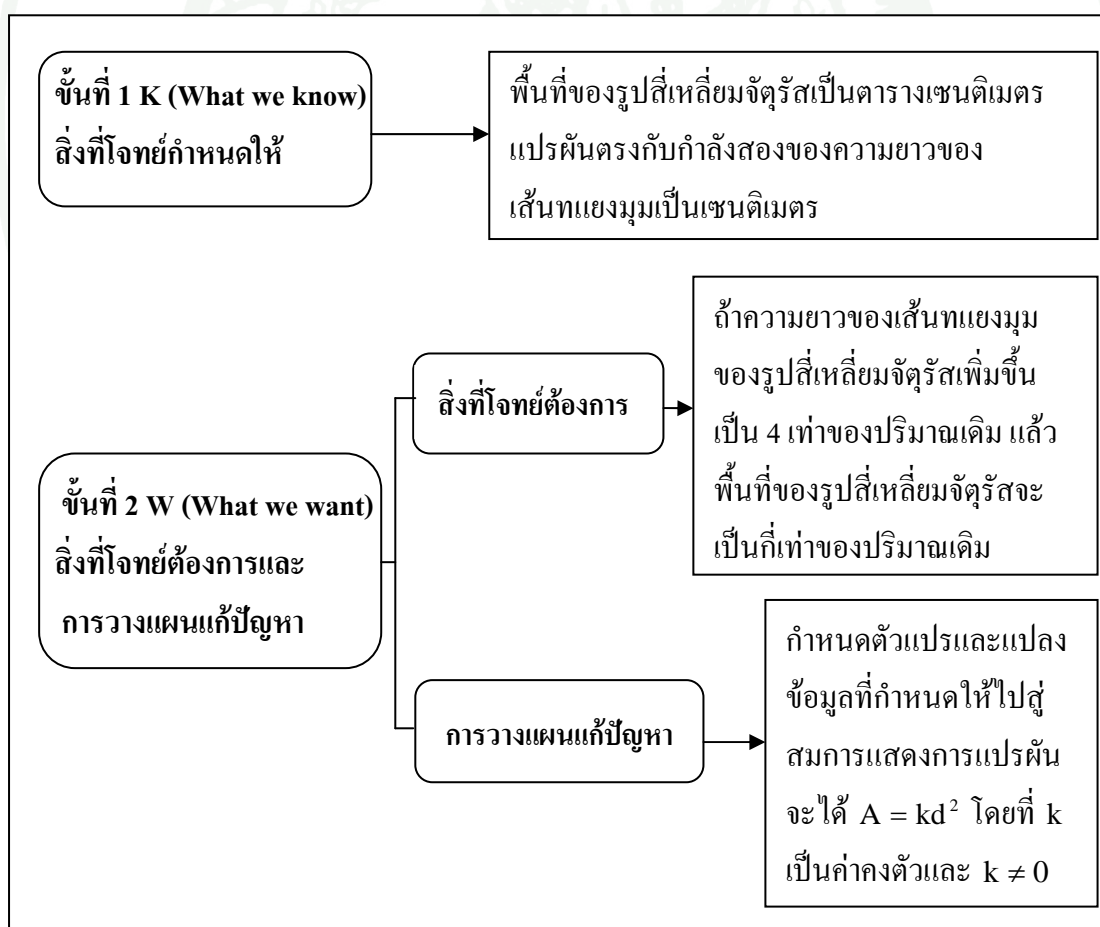 ขั้นที่ 1 K (What we know)
สิ่งที่โจทย์กำหนดให้
พื้นที่ของรูปสี่เหลี่ยมจัตุรัสเป็นตารางเซนติเมตร
แปรผันตรงกับกำลังสองของความยาวของ
เส้นทแยงมุมเป็นเซนติเมตร
ขั้นที่ 2 W (What we want)
สิ่งที่โจทย์ต้องการและ
การวางแผนแก้ปัญหา
สิ่งที่โจทย์ต้องการ
ถ้าความยาวของเส้นทแยงมุม
ของรูปสี่เหลี่ยมจัตุรัสเพิ่มขึ้น
เป็น 4 เท่าของปริมาณเดิม แล้ว
พื้นที่ของรูปสี่เหลี่ยมจัตุรัสจะ
เป็นกี่เท่าของปริมาณเดิม
การวางแผนแก้ปัญหา
กำหนดตัวแปรและแปลง
ข้อมูลที่กำหนดให้ไปสู่
สมการแสดงการแปรผัน
จะได้ A = kd² โดยที่ k
เป็นค่าคงตัวและ k ≠ 0